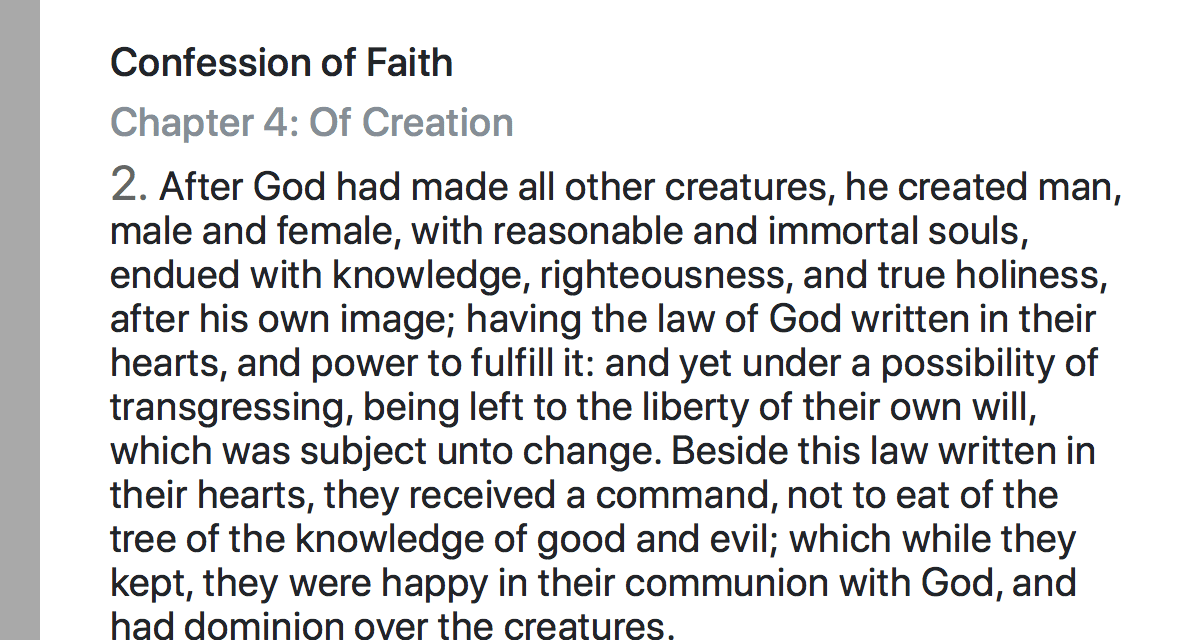 Confession of Faith
Chapter 4: Of Creation
2. After God had made all other creatures, he created man,
male and female, with reasonable and immortal souls,
endued with knowledge, righteousness, and true holiness,
after his own image; having the law of God written in their
hearts, and power to fulfill it: and yet under a possibility of
transgressing, being left to the liberty of their own will,
which was subject unto change. Beside this law written in
their hearts, they received a command, not to eat of the
tree of the knowledge of good and evil; which while they
kept, they were happy in their communion with God, and
had dominion over the creatures.